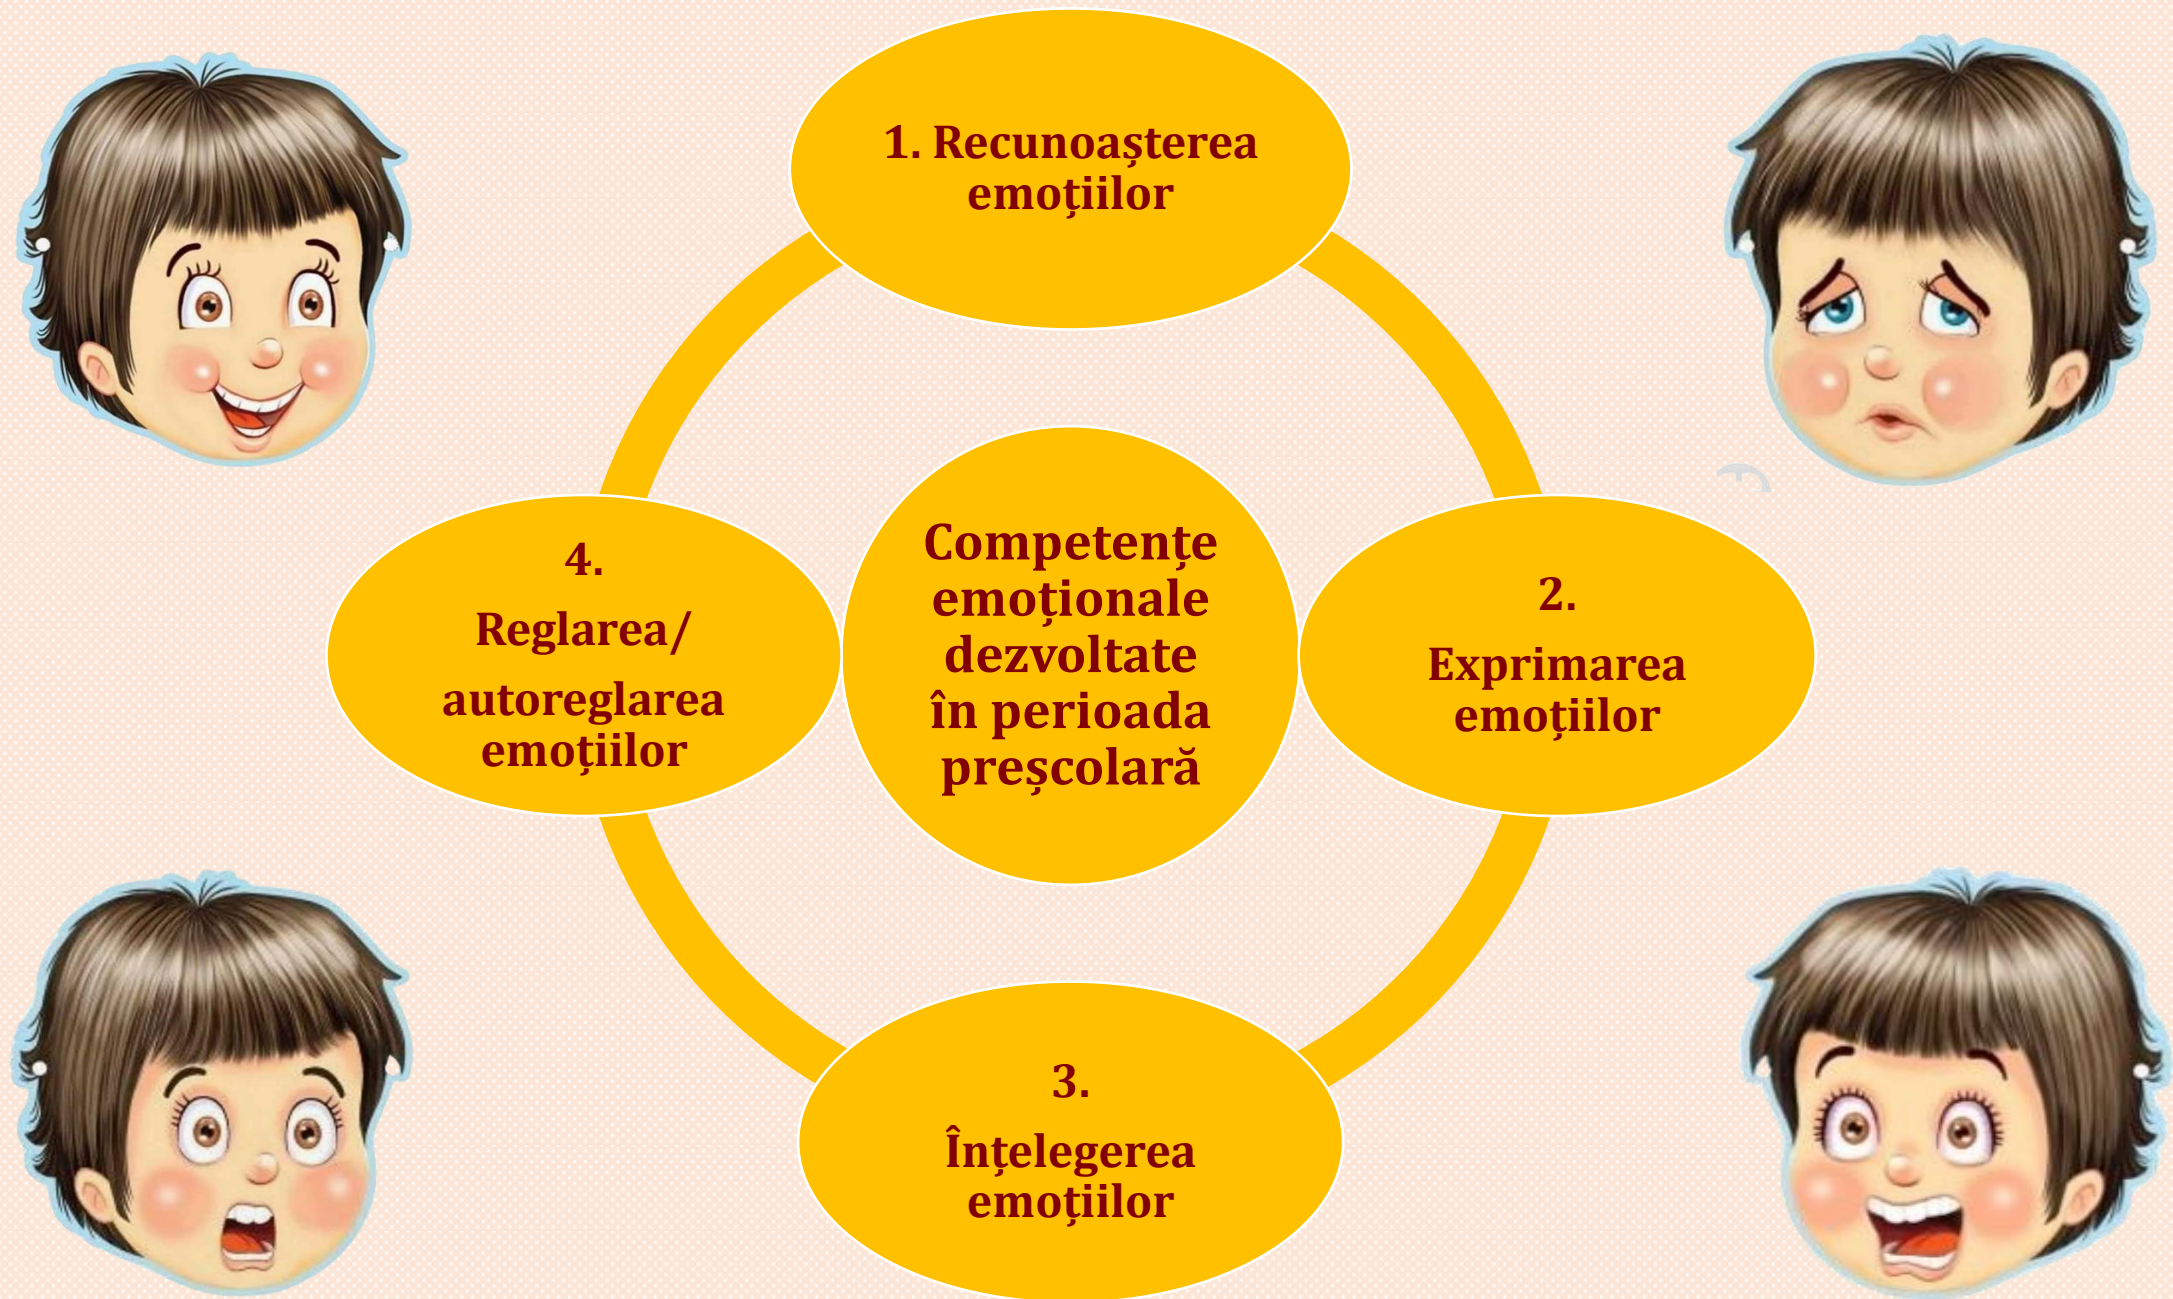 1. Recunoașterea
emoțiilor
Competențe
emoționale
dezvoltate
în perioada
preșcolară
2.
Exprimarea
emoțiilor
3.
Înțelegerea
emoțiilor
4.
Reglarea/
autoreglarea
emoțiilor